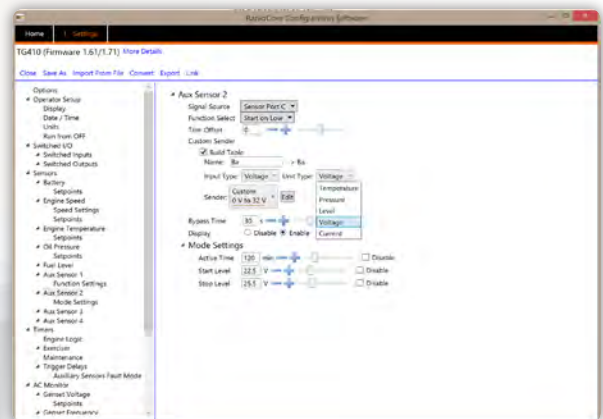 RapidCore Configuration Software
Home
1 Settings
TG410 (Firmware 1.61/1.71) More Details
Close Save As Import From File Convert Export Link
Options
Operator Setup
Display
Date / Time
Units
Run from OFF
Switched I/O
Switched Inputs
Switched Outputs
Sensors
Battery
Setpoints
Engine Speed
Speed Settings
Engine Temperature
Setpoints
Oil Pressure
Setpoints
Fuel Level
Aux Sensor 1
Function Settings
Aux Sensor 2
Mode Settings
Aux Sensor 3
Aux Sensor 4
Timers
Engine Logic
Exerciser
Maintenance
Trigger Delays
Auxiliary Sensors Fault Mode
AC Monitor
Genset Voltage
Setpoints
Genset Frequency
Aux Sensor 2
Signal Source Sensor Port C
Function Select Start on Low
Trim Offset 0
Custom Sender
Build Table
Name:
Input Type: Voltage Unit Type: Voltage
Temperature
Pressure
Level
Voltage
Current
Sender: Custom 0 V to 32 V Edit
Bypass Time 30 s
Display Disable Enable
Mode Settings
Active Time 120 min Disable
Start Level 22.5 V Disable
Stop Level 25.5 V Disable